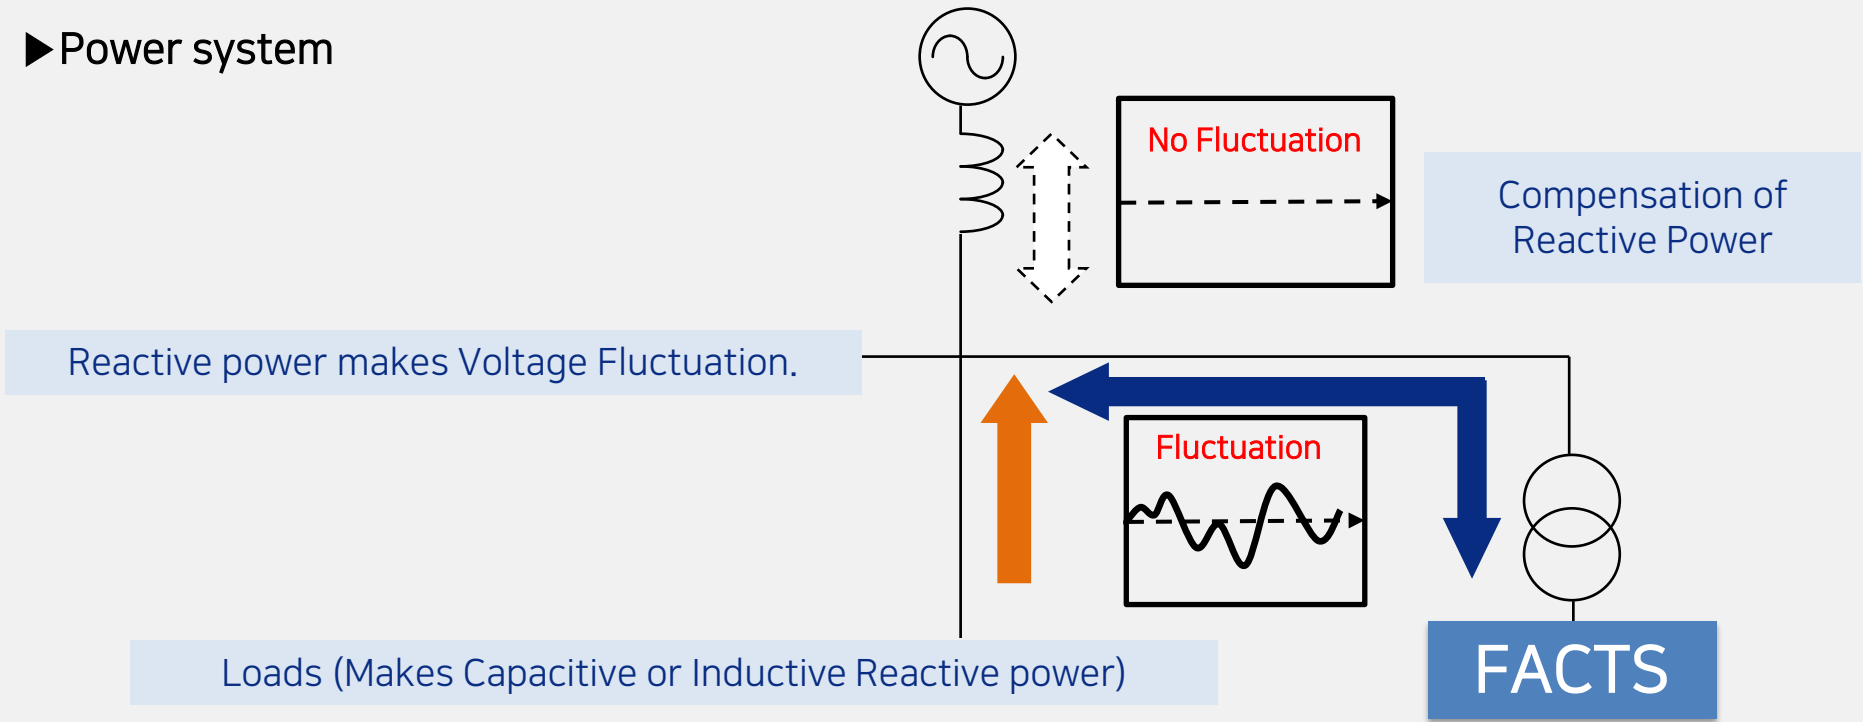 ▶Power system
No Fluctuation
Compensation of
Reactive Power
Reactive power makes Voltage Fluctuation.
Fluctuation
Loads (Makes Capacitive or Inductive Reactive power)
FACTS